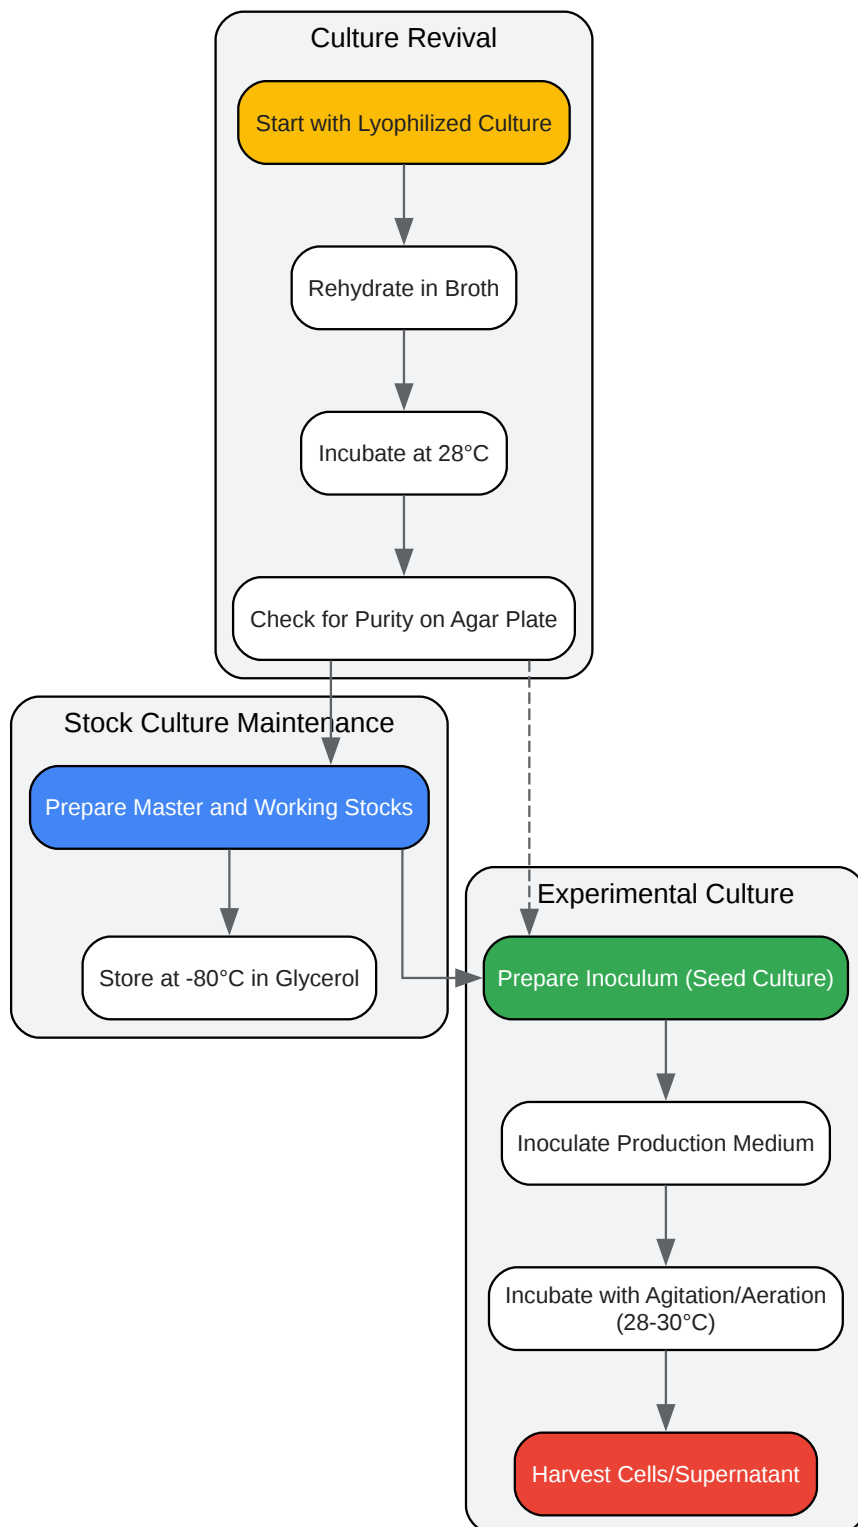 Culture Revival
Start with Lyophilized Culture
Rehydrate in Broth
Incubate at 28°C
Check for Purity on Agar Plate
Stock Culture Maintenance
Prepare Master and Working Stocks
Store at -80°C in Glycerol
Experimental Culture
Prepare Inoculum (Seed Culture)
Inoculate Production Medium
Incubate with Agitation/Aeration
(28-30°C)
Harvest Cells/Supernatant